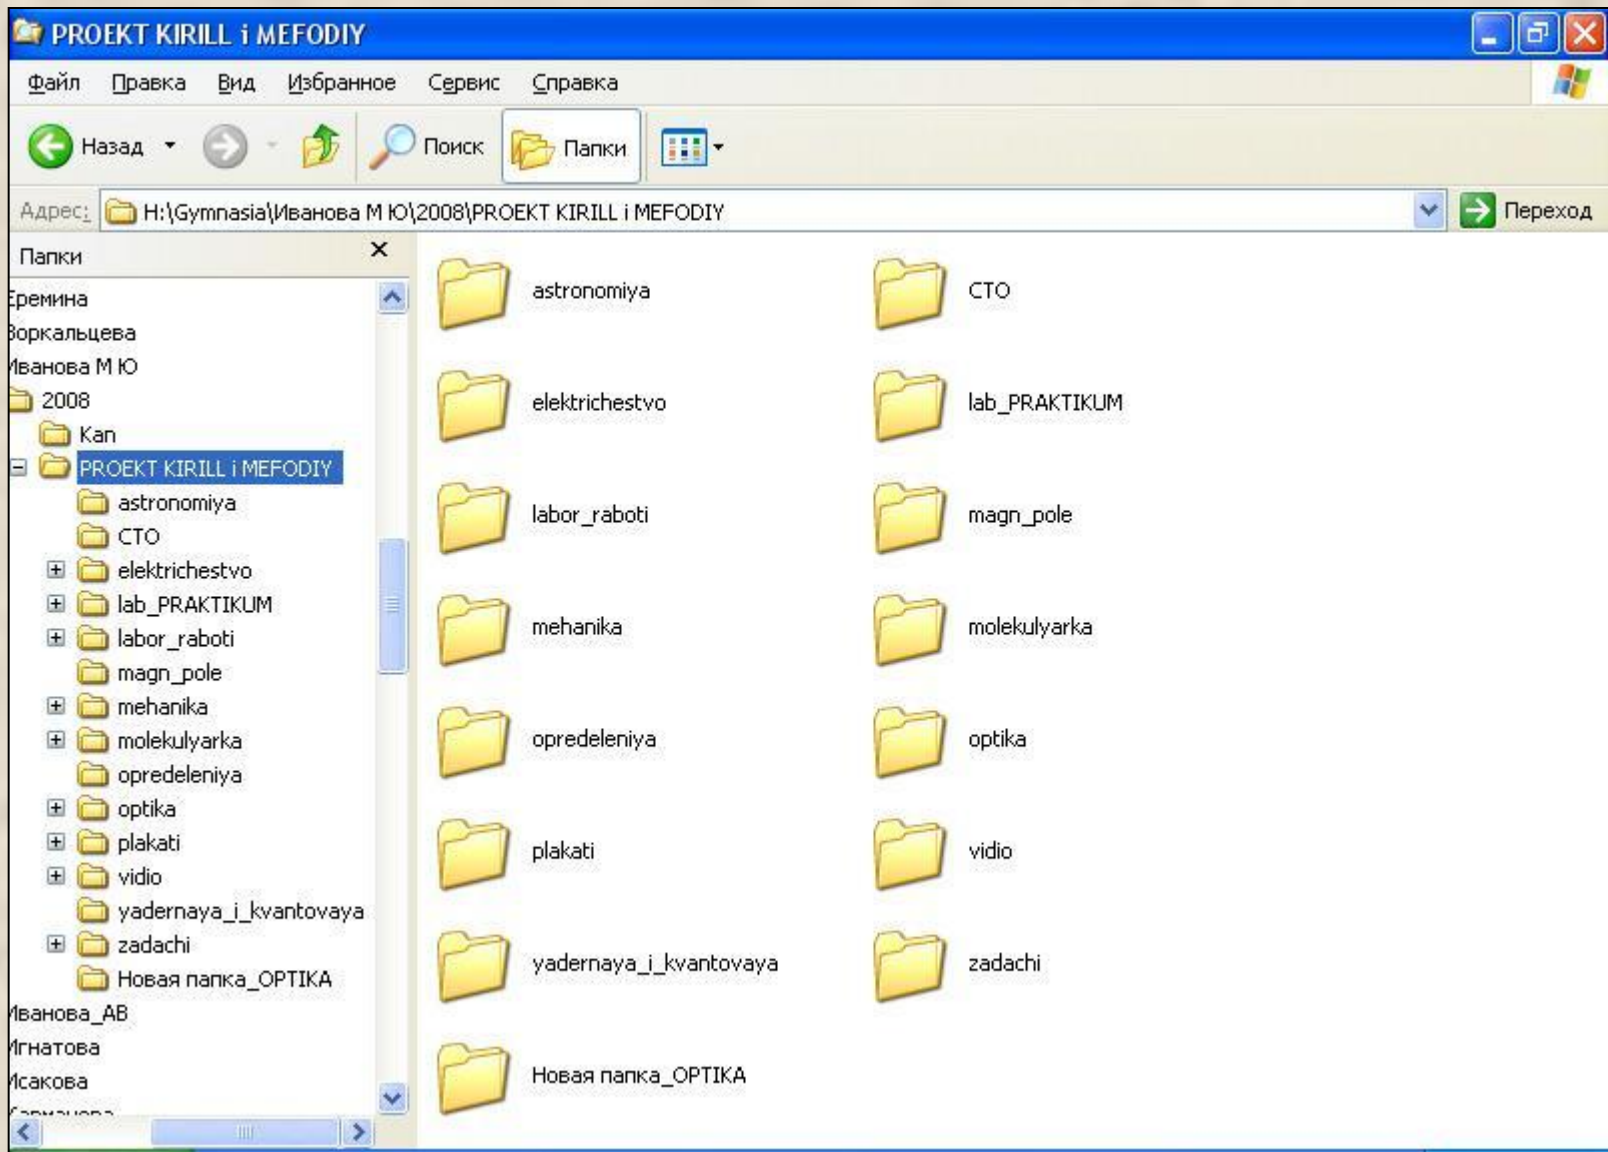 PROEKT KIRILL i MEFODIY
Файл Правка Вид Избранное Сервис Справка
Назад Поиск Папки
Адрес: H:\Gymnasia\Иванова М Ю\2008\PROEKT KIRILL i MEFODIY Переход
Папки
Еремина
Зоркальцева
Иванова М Ю
2008
Kan
PROEKT KIRILL i MEFODIY
astronomiya
CTO
elektrichestvo
lab_PRAKTIKUM
labor_raboti
magn_pole
mehanika
molekulyarka
opredeleniya
optika
plakati
vidio
yadernaya_i_kvantovaya
zadachi
Новая папка_OPTIKA
Иванова_АВ
Игнатова
Исакова
astronomiya CTO
elektrichestvo lab_PRAKTIKUM
labor_raboti magn_pole
mehanika molekulyarka
opredeleniya optika
plakati vidio
yadernaya_i_kvantovaya zadachi
Новая папка_OPTIKA